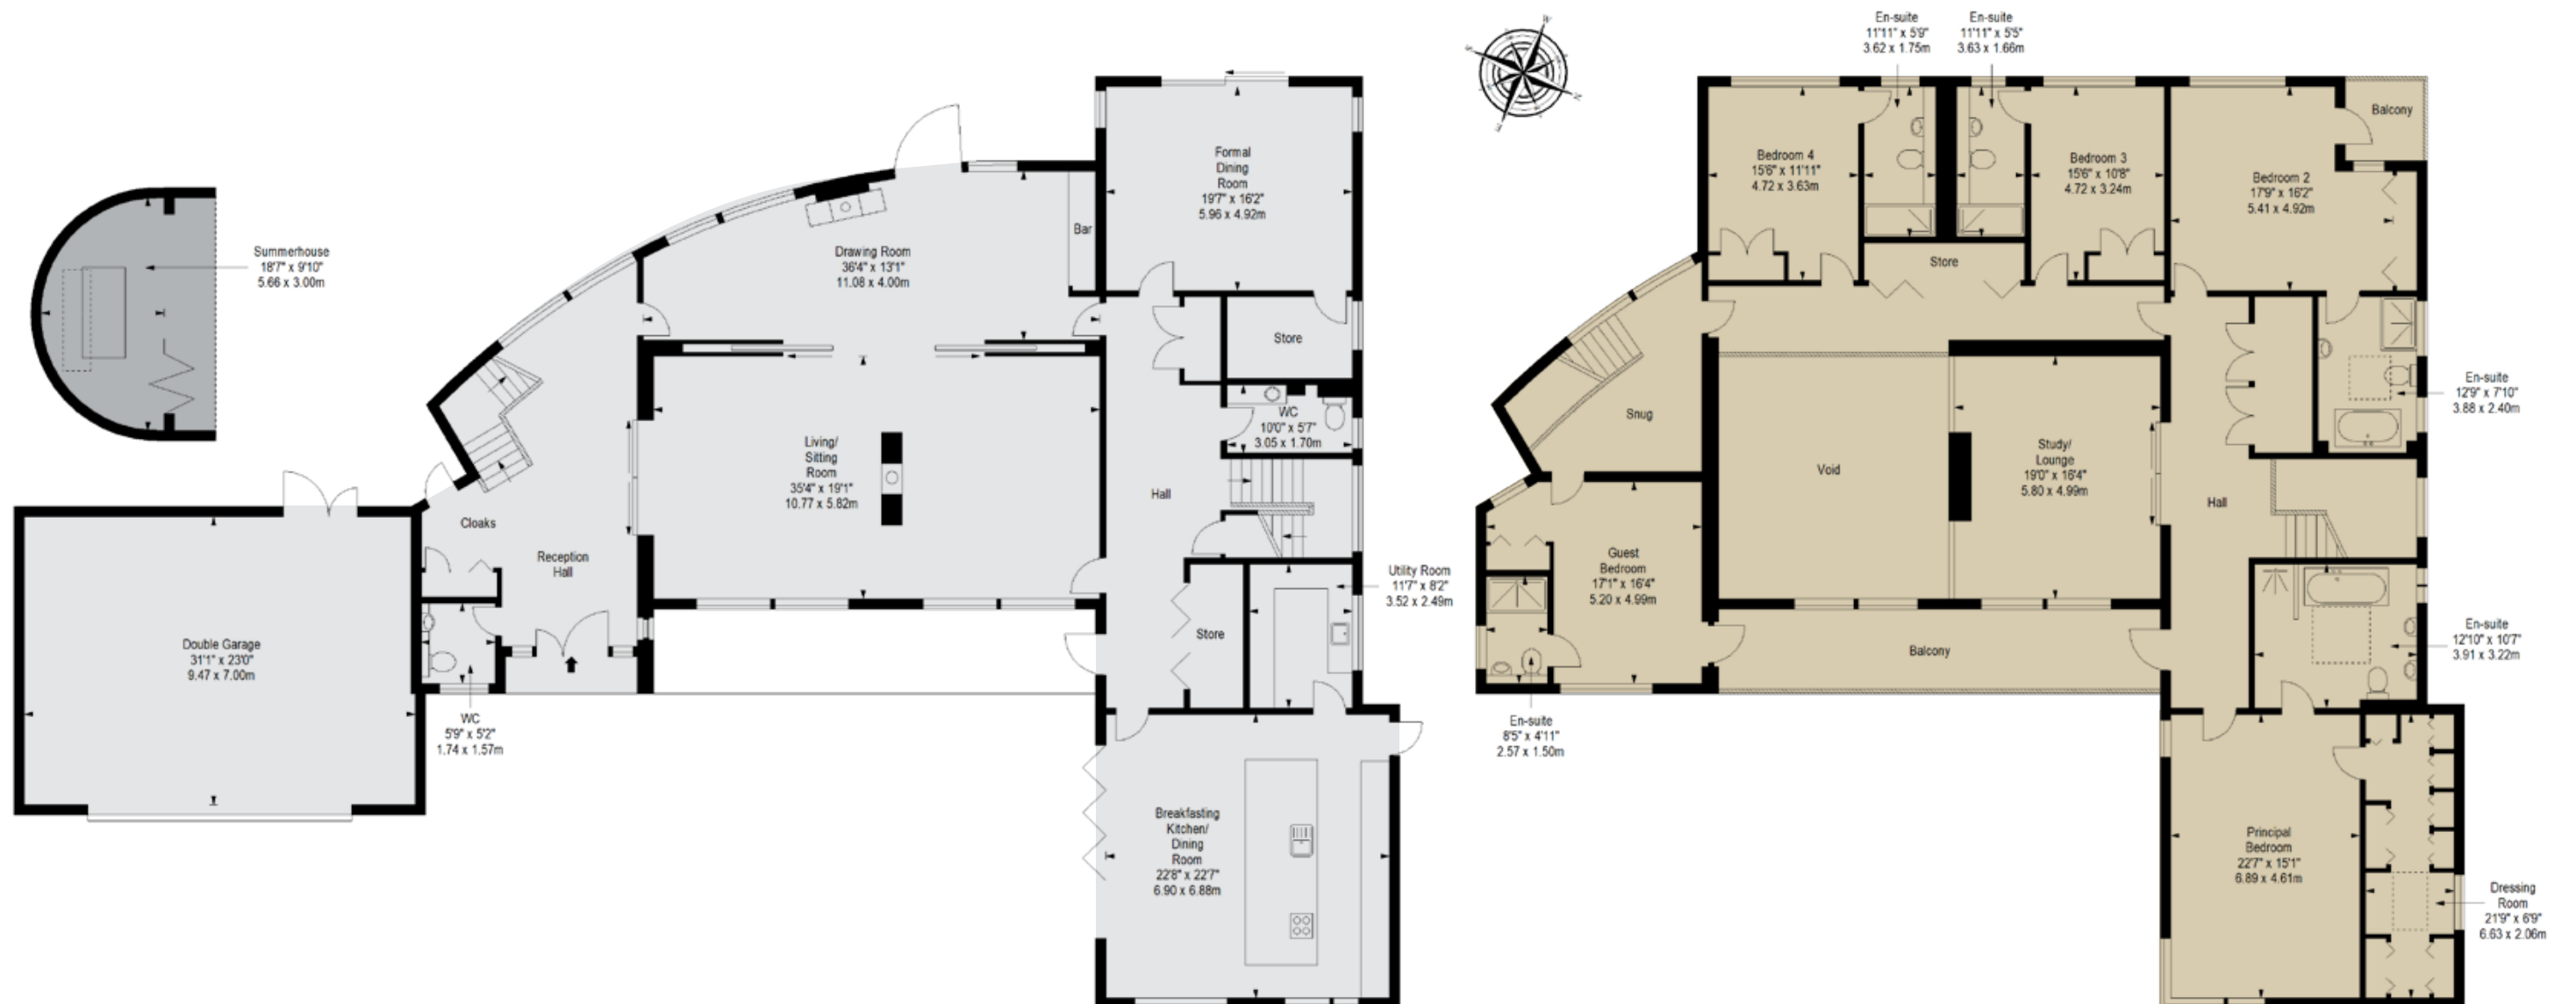 Summerhouse
18'7" x 9'10"
5.66 x 3.00m
Drawing Room
36'4" x 13'1"
11.08 x 4.00m
Bar
Formal
Dining
Room
19'7" x 16'2"
5.96 x 4.92m
Store
WC
10'0" x 5'7"
3.05 x 1.70m
Living/
Sitting
Room
35'4" x 19'1"
10.77 x 5.82m
Hall
Cloaks
Reception
Hall
Utility Room
11'7" x 8'2"
3.52 x 2.49m
Store
Double Garage
31'1" x 23'0"
9.47 x 7.00m
WC
5'9" x 5'2"
1.74 x 1.57m
Breakfasting
Kitchen/
Dining
Room
22'8" x 22'7"
6.90 x 6.88m
W
S
N
E
En-suite
11'11" x 5'9"
3.62 x 1.75m
En-suite
11'11" x 5'5"
3.63 x 1.66m
Balcony
Bedroom 4
15'6" x 11'11"
4.72 x 3.63m
Bedroom 3
15'6" x 10'8"
4.72 x 3.24m
Bedroom 2
17'9" x 16'2"
5.41 x 4.92m
Store
Snug
En-suite
12'9" x 7'10"
3.88 x 2.40m
Void
Study/
Lounge
19'0" x 16'4"
5.80 x 4.99m
Hall
Guest
Bedroom
17'1" x 16'4"
5.20 x 4.99m
Balcony
En-suite
12'10" x 10'7"
3.91 x 3.22m
En-suite
8'5" x 4'11"
2.57 x 1.50m
Principal
Bedroom
22'7" x 15'1"
6.89 x 4.61m
Dressing
Room
21'9" x 6'9"
6.63 x 2.06m